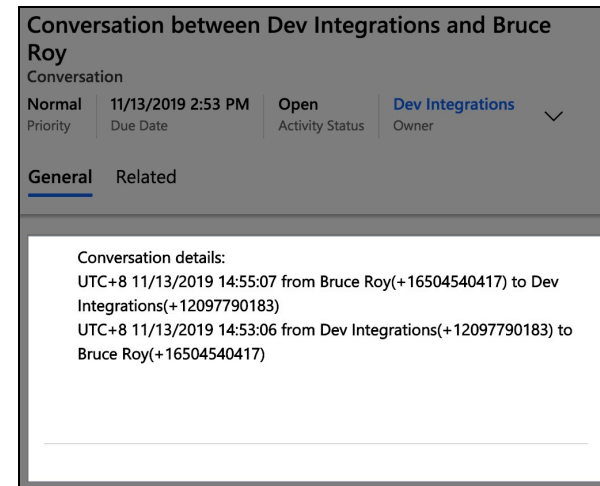 Conversation between Dev Integrations and Bruce
Roy
Conversation
Normal 11/13/2019 2:53 PM Open Dev Integrations
Priority Due Date Activity Status Owner
General Related
Conversation details:
UTC+8 11/13/2019 14:55:07 from Bruce Roy(+16504540417) to Dev
Integrations(+12097790183)
UTC+8 11/13/2019 14:53:06 from Dev Integrations(+12097790183) to
Bruce Roy(+16504540417)